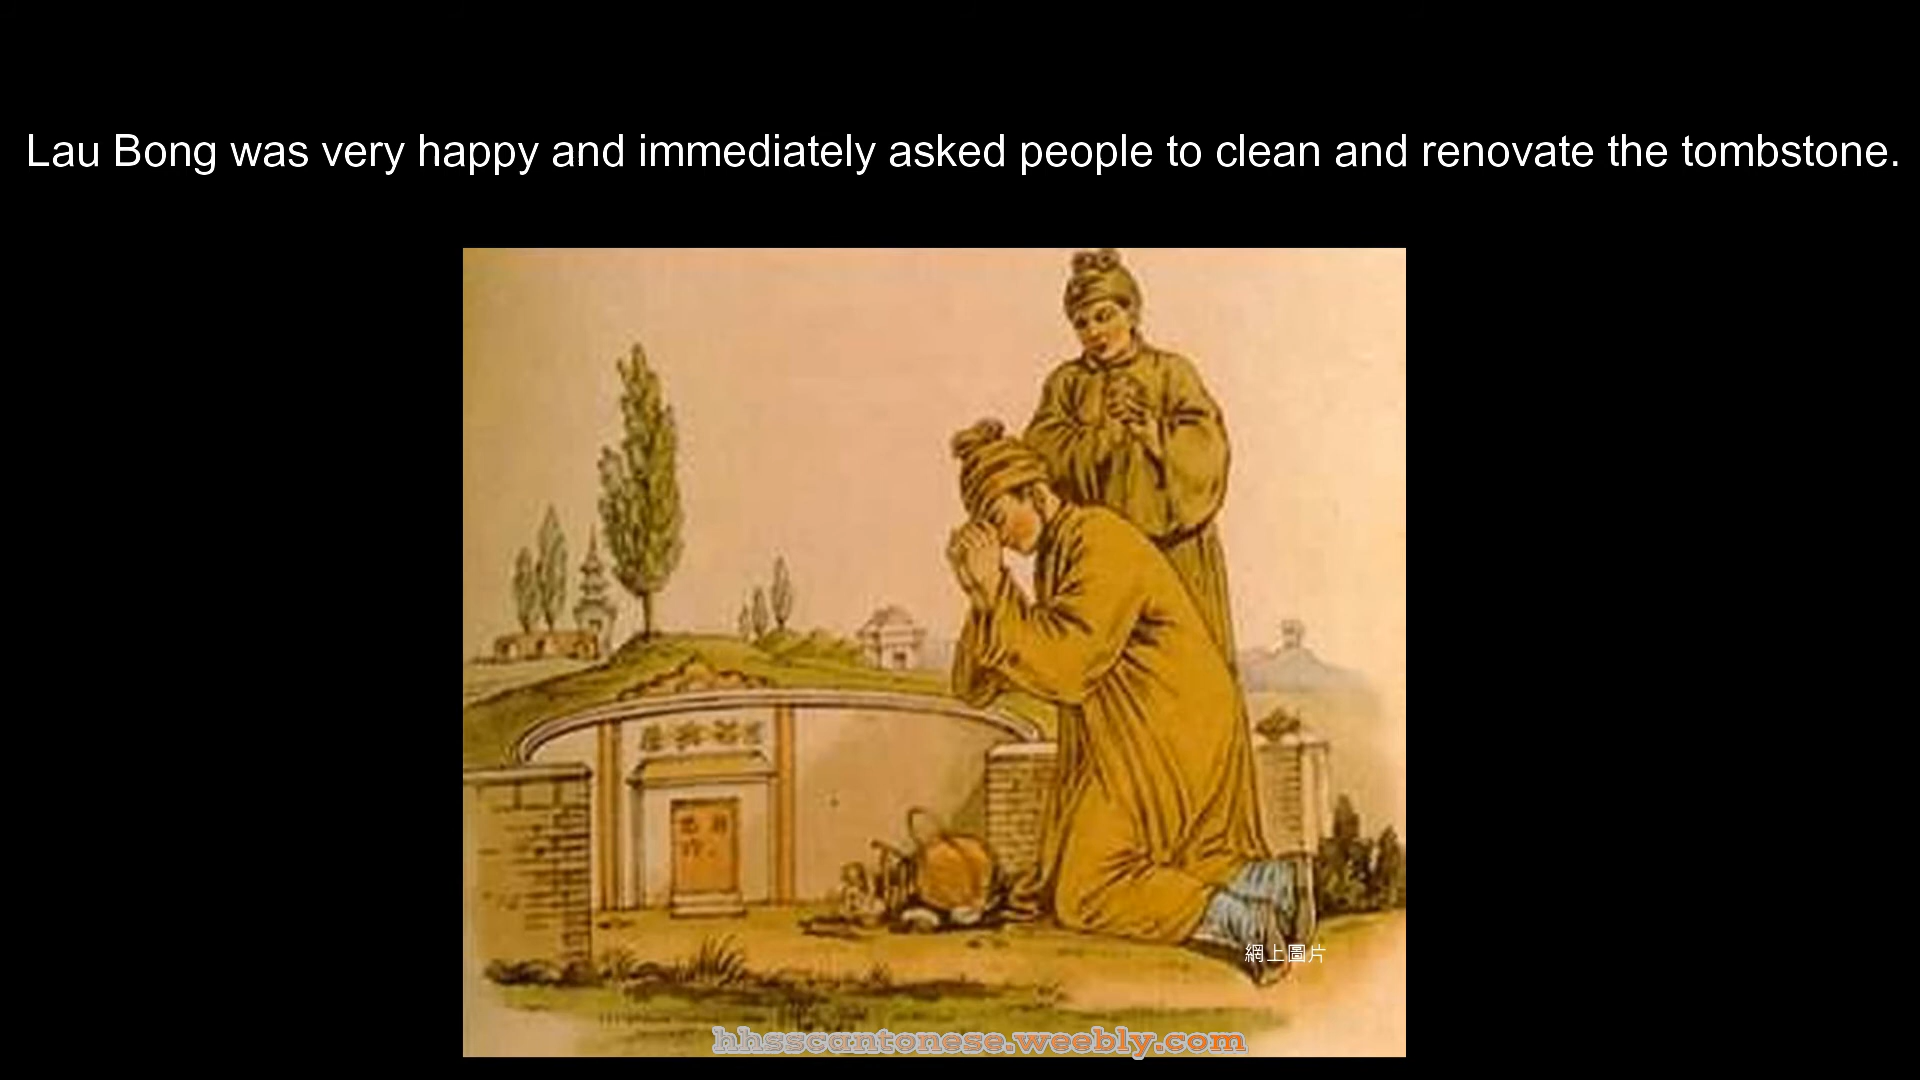 Lau Bong was very happy and immediately asked people to clean and renovate the tombstone.
網上圖片
hhsscantonese.weebly.com